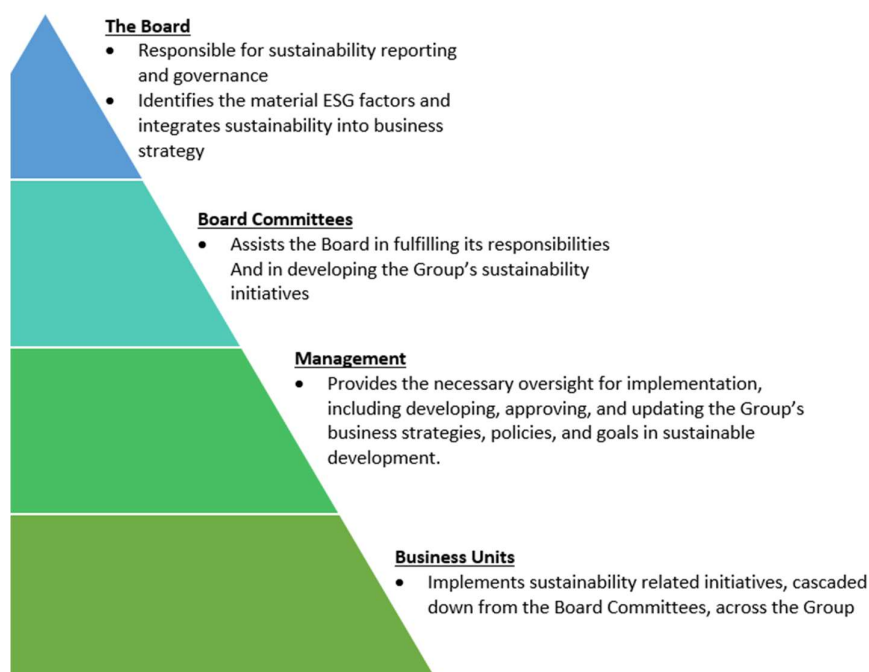 The Board
• Responsible for sustainability reporting
and governance
• Identifies the material ESG factors and
integrates sustainability into business
strategy
Board Committees
• Assists the Board in fulfilling its responsibilities
And in developing the Group’s sustainability
initiatives
Management
• Provides the necessary oversight for implementation,
including developing, approving, and updating the Group’s
business strategies, policies, and goals in sustainable
development.
Business Units
• Implements sustainability related initiatives, cascaded
down from the Board Committees, across the Group